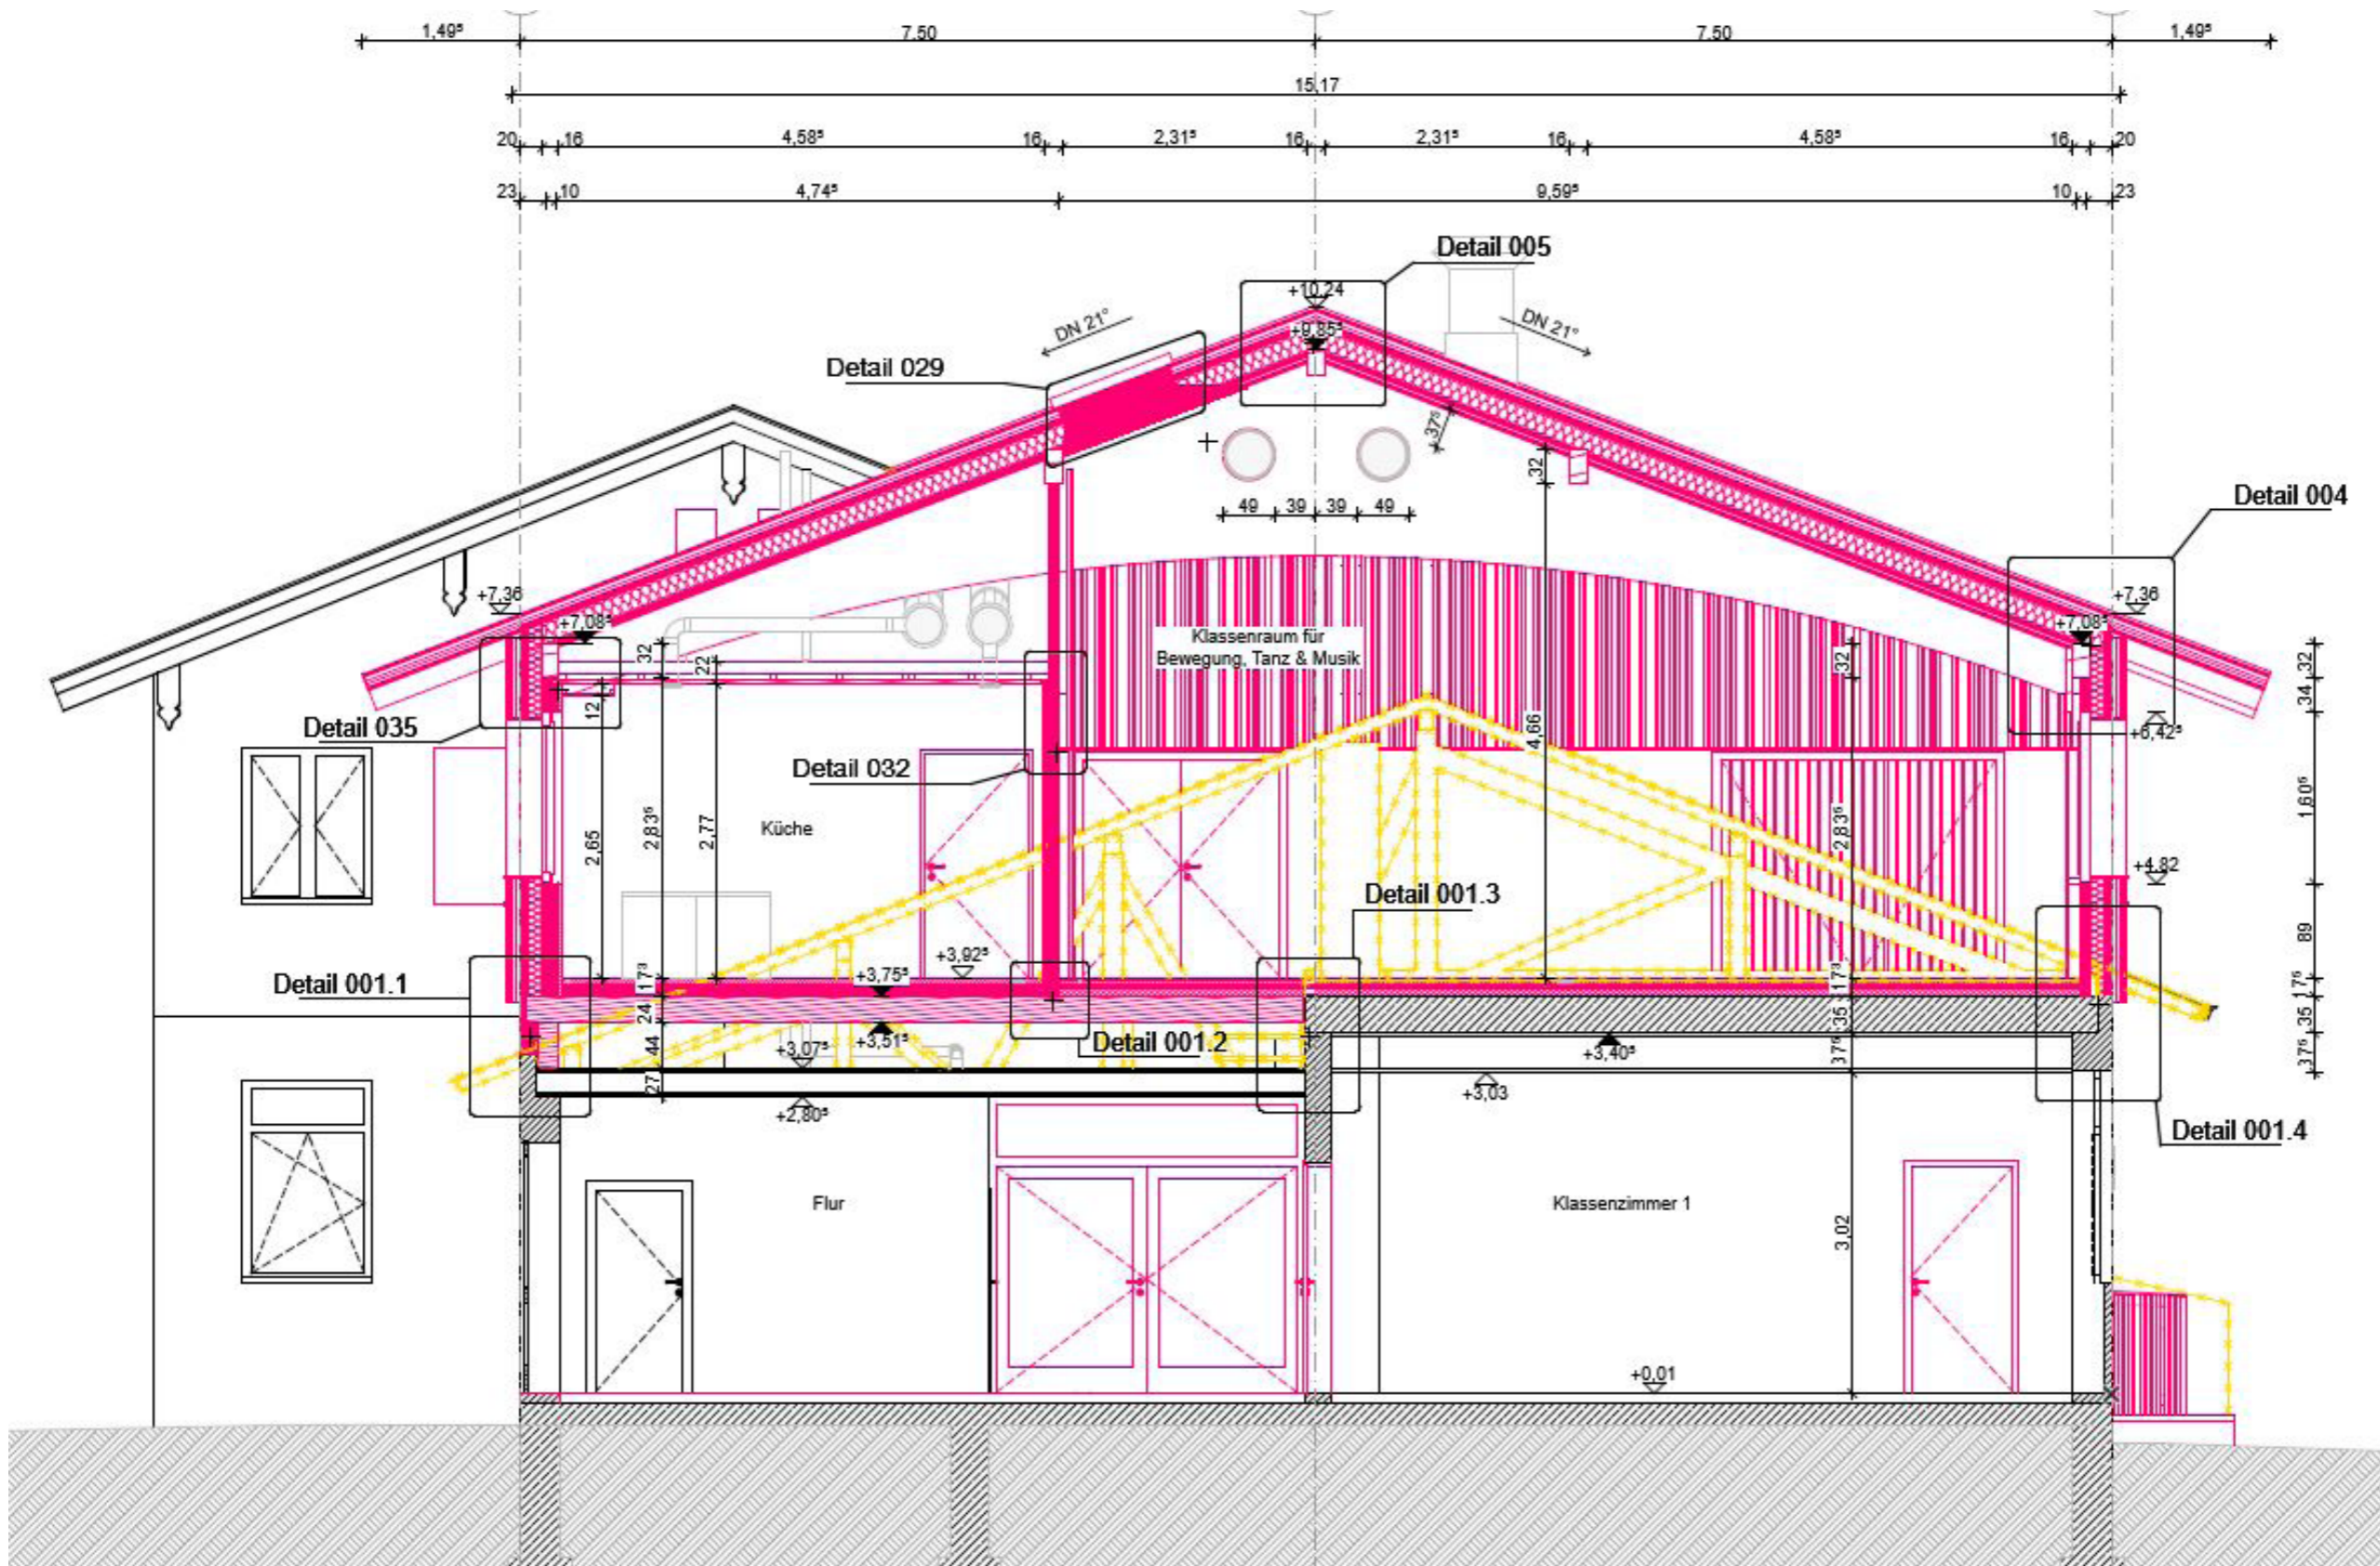 1,49⁵ 7.50 7.50 1,49⁵
15,17
20 16 4,58⁵ 16 2,31⁵ 16 2,31⁵ 16 4,58⁵ 16 20
23 10 4,74⁵ 9,59⁵ 10 23
Detail 005
+10,24
DN 21°
DN 21°
+9,85⁵
Detail 029
37⁵
32
Detail 004
49 39 39 49
+7,36
+7,36
+7,08⁵
+7,08⁵
Klassenraum für
Bewegung, Tanz & Musik
32
22
32
32
34
12
Detail 035
4,66
+6,42⁵
Detail 032
Küche
2,65
2,83⁵
2,77
2,83⁵
1,60⁵
+4,82
Detail 001.3
89
+3,92⁵
+3,75⁵
Detail 001.1
17³
17³
17⁵
24
35
35
44
+3,51⁵
Detail 001.2
+3,07⁵
+3,40⁵
37⁵
37⁵
27
+3,03
+2,80⁵
Detail 001.4
Flur
Klassenzimmer 1
3,02
+0,01